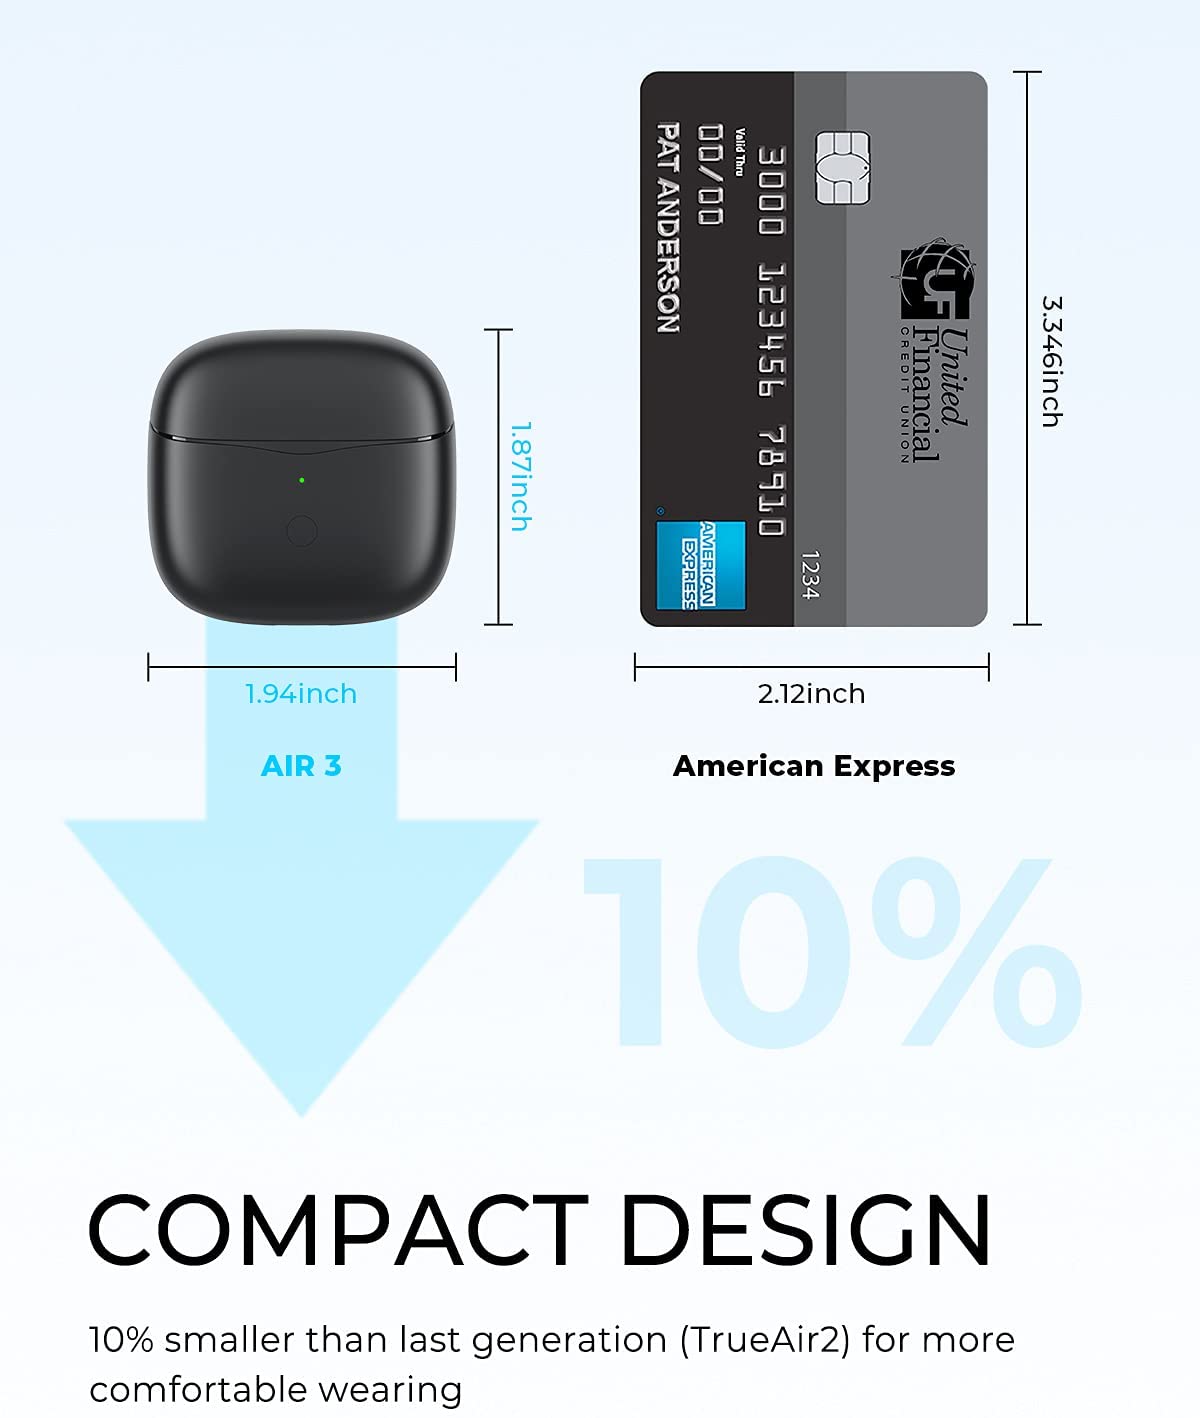 PAT ANDERSON
00/00
Valid Thru
3000 123456 78910
1234
AMERICAN
EXPRESS
®
UF
United
Financial
CREDIT UNION
3.346inch
2.12inch
American Express
1.87inch
1.94inch
AIR 3
10%
COMPACT DESIGN
10% smaller than last generation (TrueAir2) for more
comfortable wearing